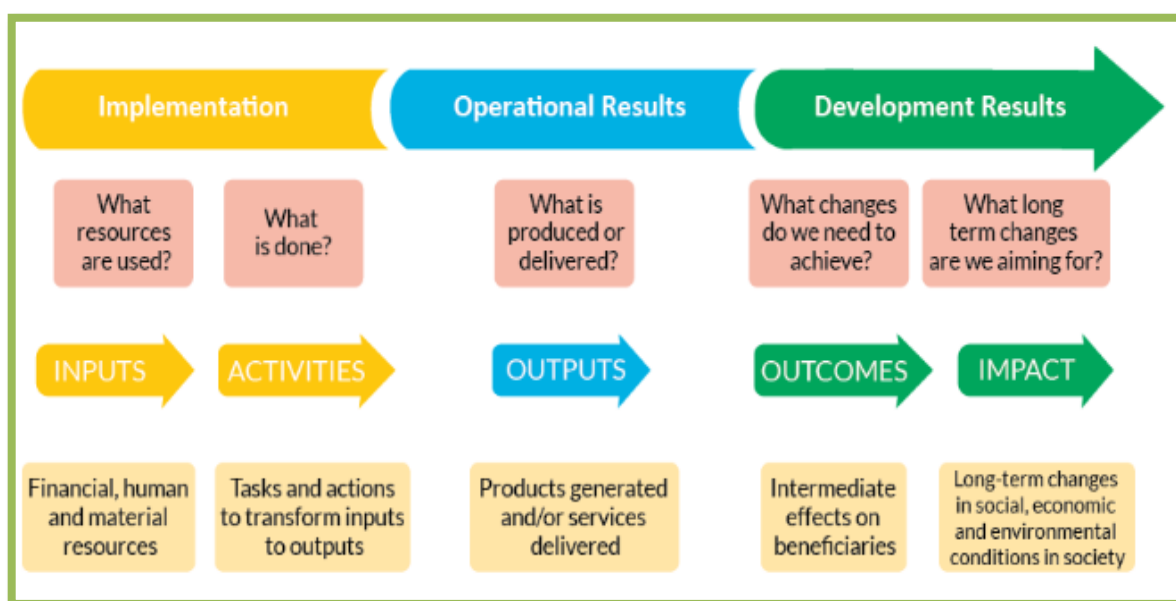 Implementation
Operational Results
Development Results
What
resources
are used?
What
is done?
What is
produced or
delivered?
What changes
do we need to
achieve?
What long
term changes
are we aiming for?
INPUTS
ACTIVITIES
OUTPUTS
OUTCOMES
IMPACT
Financial, human
and material
resources
Tasks and actions
to transform inputs
to outputs
Products generated
and/or services
delivered
Intermediate
effects on
beneficiaries
Long-term changes
in social, economic
and environmental
conditions in society